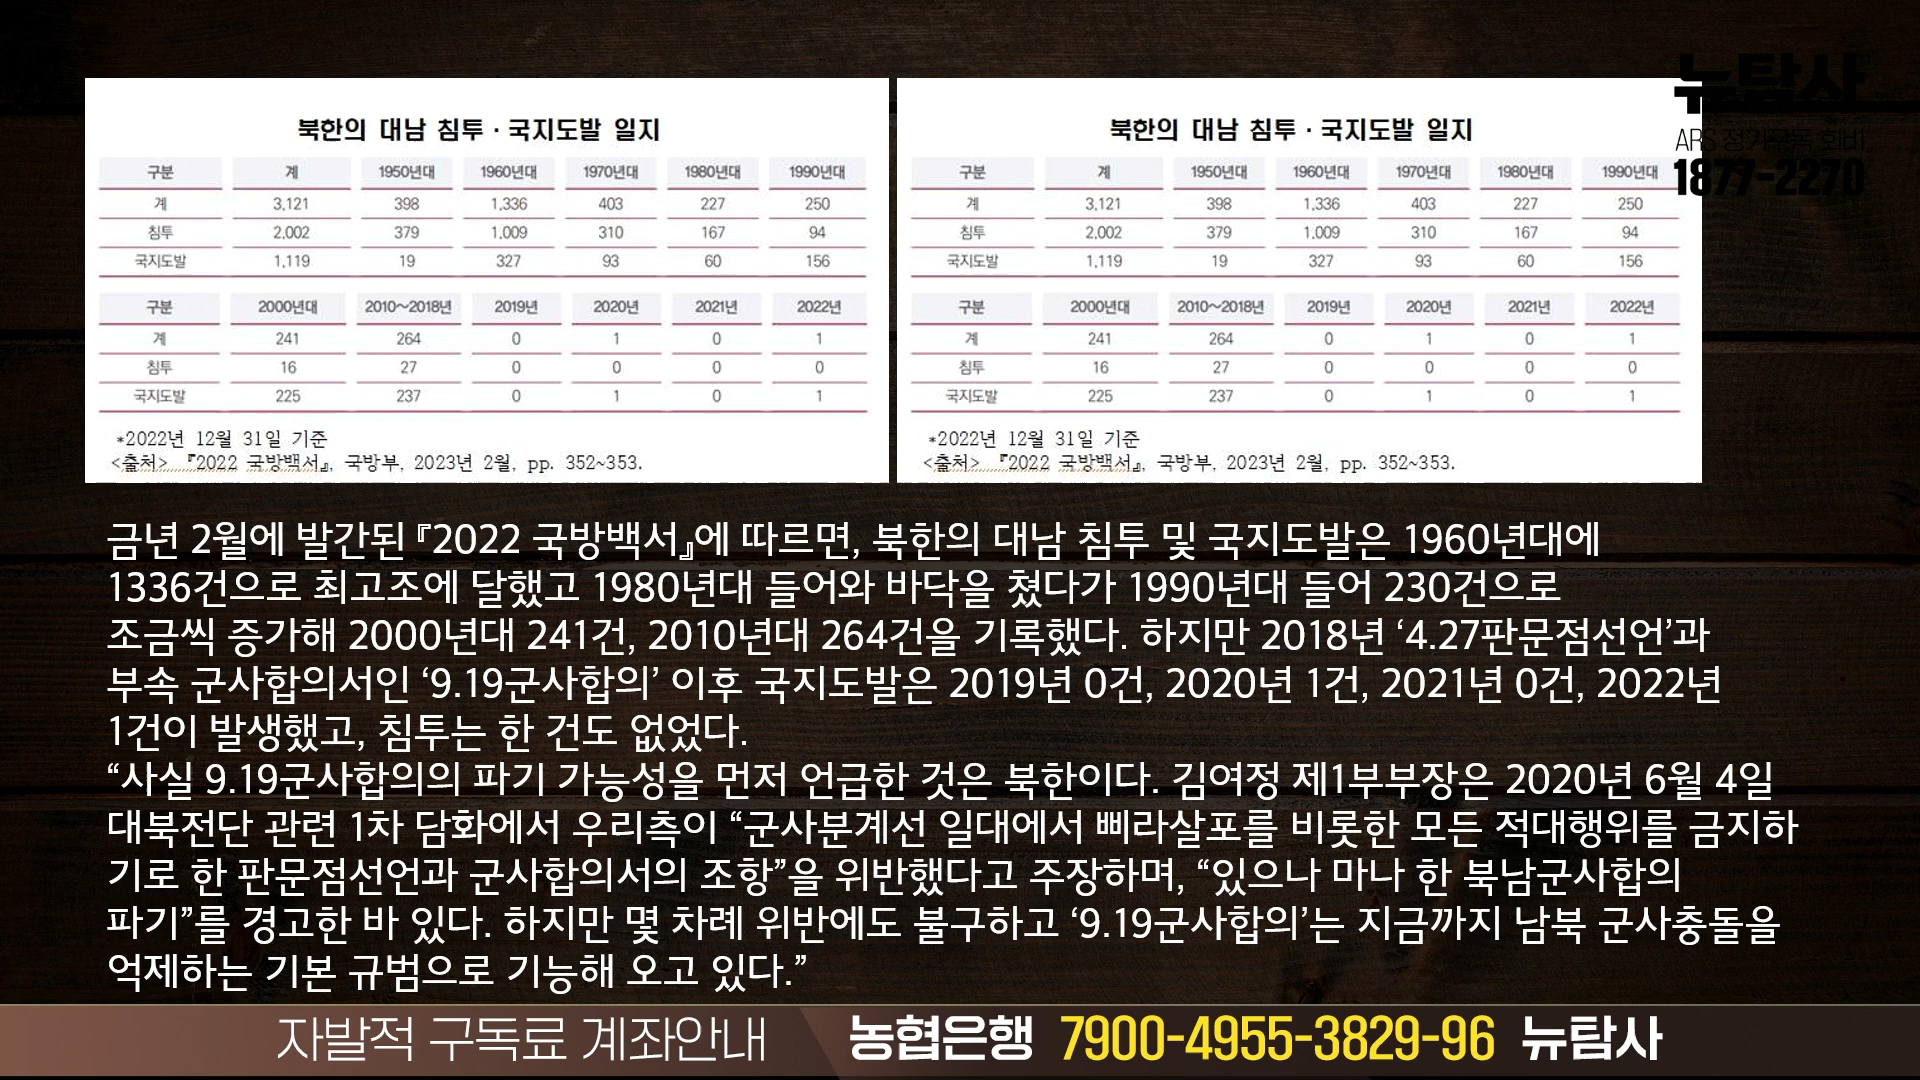 북한의 대남 침투·국지도발 일지
구분 계 1950년대 1960년대 1970년대 1980년대 1990년대
계 3,121 398 1,336 403 227 250
침투 2,002 379 1,009 310 167 94
국지도발 1,119 19 327 93 60 156
구분 2000년대 2010~2018년 2019년 2020년 2021년 2022년
계 241 264 0 1 0 1
침투 16 27 0 0 0 0
국지도발 225 237 0 1 0 1
*2022년 12월 31일 기준
<출처> 『2022 국방백서』, 국방부, 2023년 2월, pp. 352~353.
북한의 대남 침투·국지도발 일지
구분 계 1950년대 1960년대 1970년대 1980년대 1990년대
계 3,121 398 1,336 403 227 250
침투 2,002 379 1,009 310 167 94
국지도발 1,119 19 327 93 60 156
구분 2000년대 2010~2018년 2019년 2020년 2021년 2022년
계 241 264 0 1 0 1
침투 16 27 0 0 0 0
국지도발 225 237 0 1 0 1
*2022년 12월 31일 기준
<출처> 『2022 국방백서』, 국방부, 2023년 2월, pp. 352~353.
뉴탐사
ARS 정기구독 회비
1877-2270
금년 2월에 발간된 『2022 국방백서』에 따르면, 북한의 대남 침투 및 국지도발은 1960년대에
1336건으로 최고조에 달했고 1980년대 들어와 바닥을 쳤다가 1990년대 들어 230건으로
조금씩 증가해 2000년대 241건, 2010년대 264건을 기록했다. 하지만 2018년 ‘4.27판문점선언’과
부속 군사합의서인 ‘9.19군사합의’ 이후 국지도발은 2019년 0건, 2020년 1건, 2021년 0건, 2022년
1건이 발생했고, 침투는 한 건도 없었다.
“사실 9.19군사합의의 파기 가능성을 먼저 언급한 것은 북한이다. 김여정 제1부부장은 2020년 6월 4일
대북전단 관련 1차 담화에서 우리측이 “군사분계선 일대에서 삐라살포를 비롯한 모든 적대행위를 금지하
기로 한 판문점선언과 군사합의서의 조항”을 위반했다고 주장하며, “있으나 마나 한 북남군사합의
파기”를 경고한 바 있다. 하지만 몇 차례 위반에도 불구하고 ‘9.19군사합의’는 지금까지 남북 군사충돌을
억제하는 기본 규범으로 기능해 오고 있다.”
자발적 구독료 계좌안내 농협은행 7900-4955-3829-96 뉴탐사